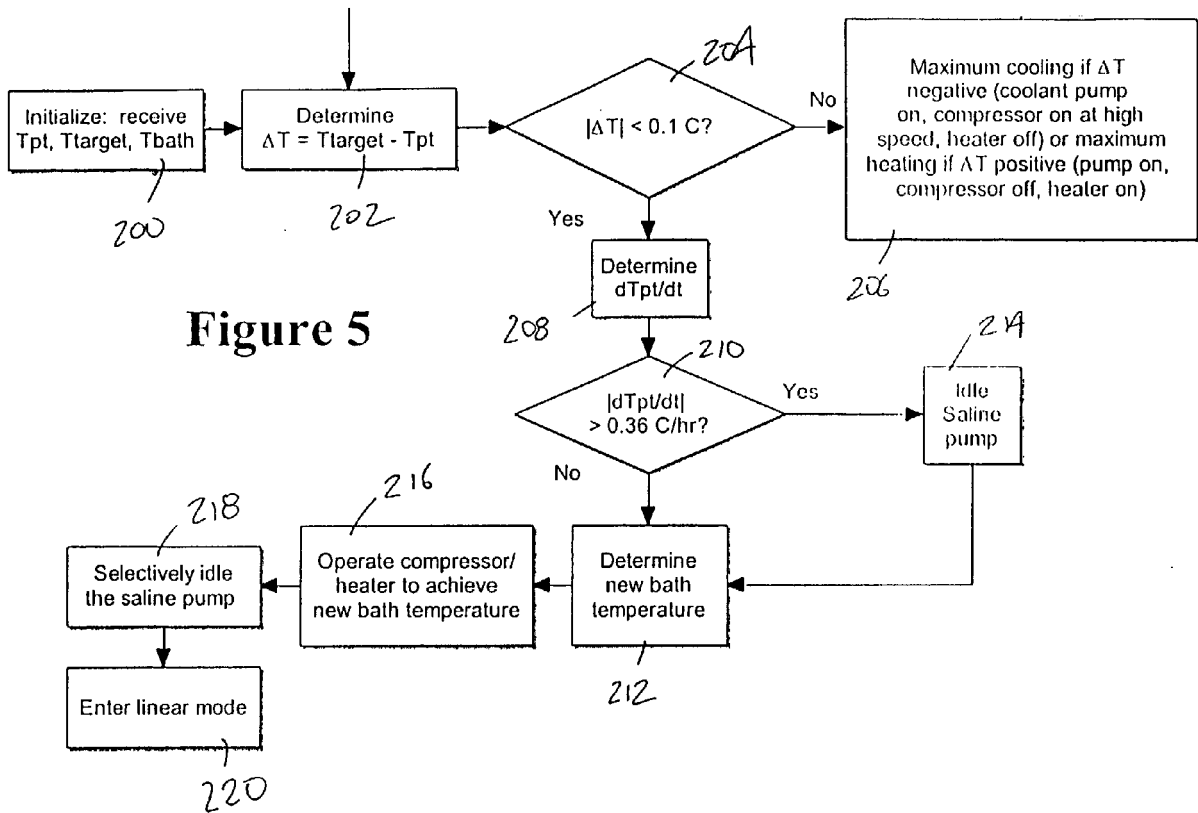 Initialize: receive
Tpt, Ttarget, Tbath
200
Determine
ΔT = Ttarget - Tpt
202
|ΔT| < 0.1 C?
204
No
Maximum cooling if ΔT
negative (coolant pump
on, compressor on at high
speed, heater off) or maximum
heating if ΔT positive (pump on,
compressor off, heater on)
206
Yes
Determine
dTpt/dt
208
Figure 5
|dTpt/dt|
> 0.36 C/hr?
210
Yes
Idle
Saline
pump
214
No
Determine
new bath
temperature
212
Operate compressor/
heater to achieve
new bath temperature
216
Selectively idle
the saline pump
218
Enter linear mode
220